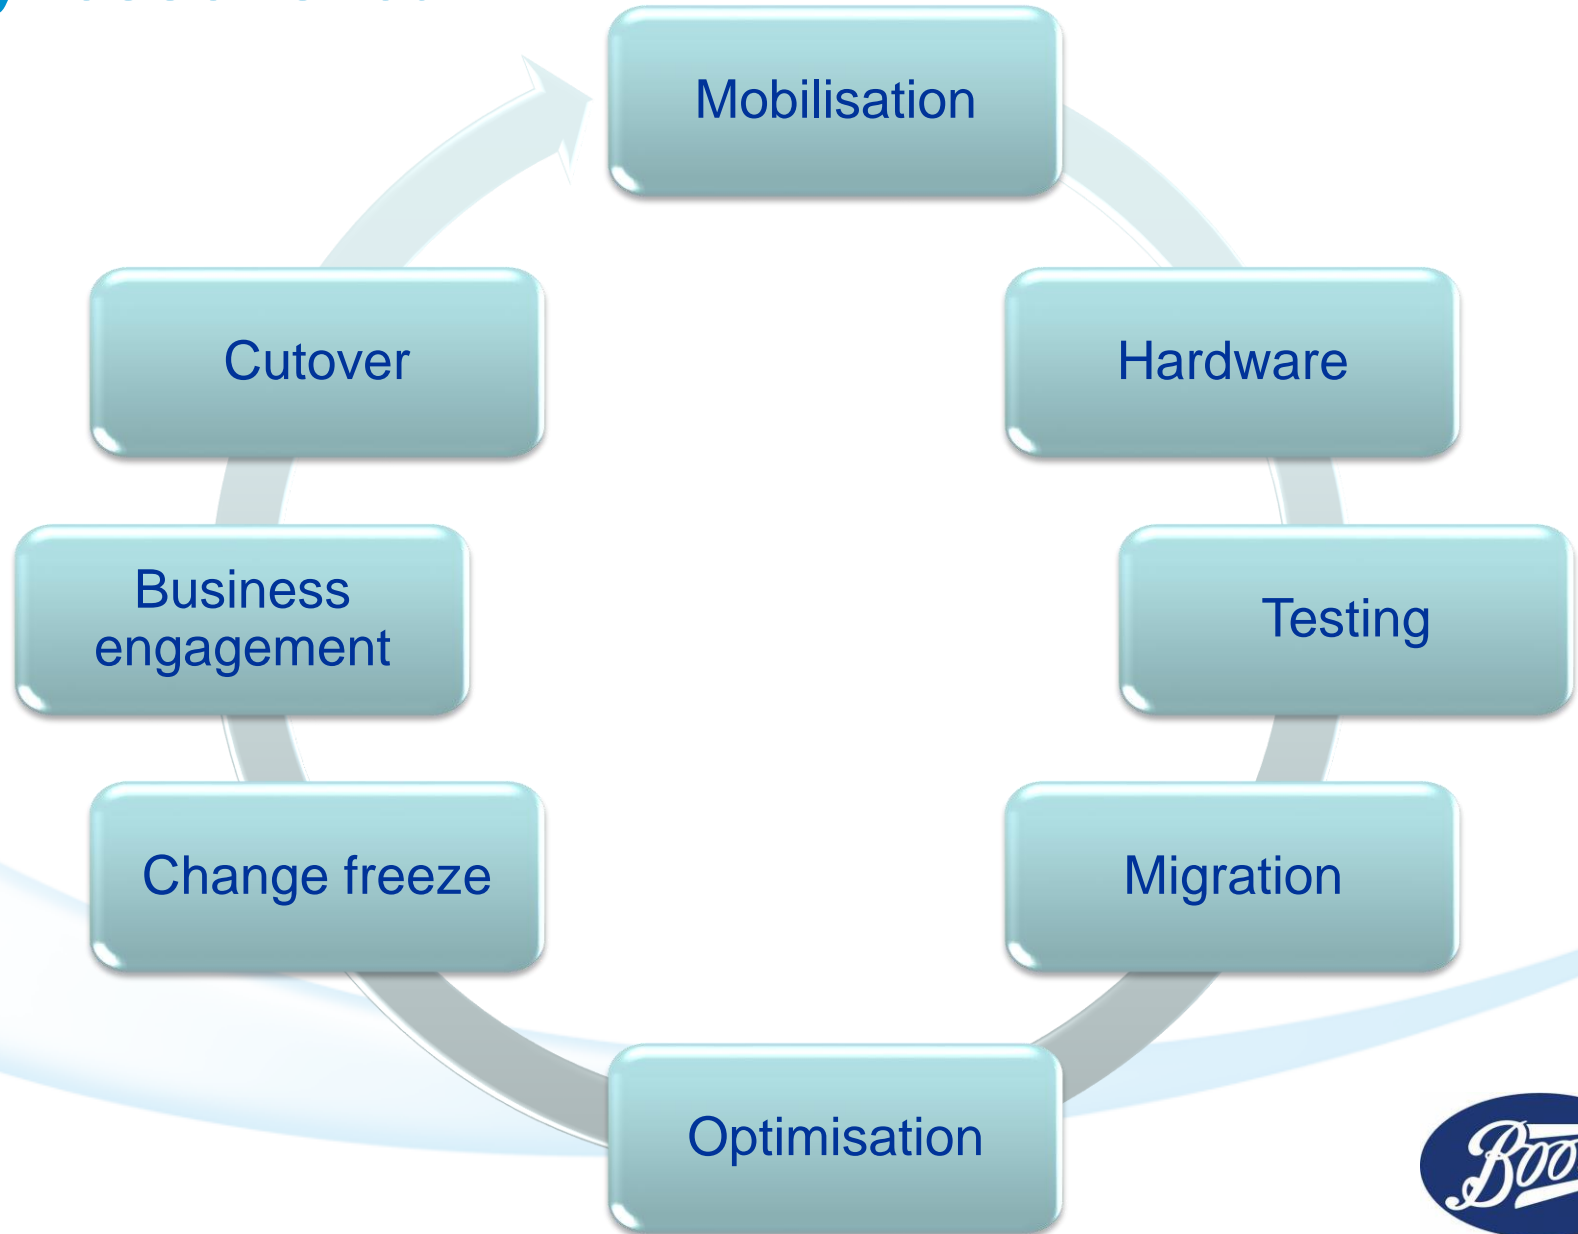 Mobilisation
Hardware
Testing
Migration
Optimisation
Change freeze
Business
engagement
Cutover